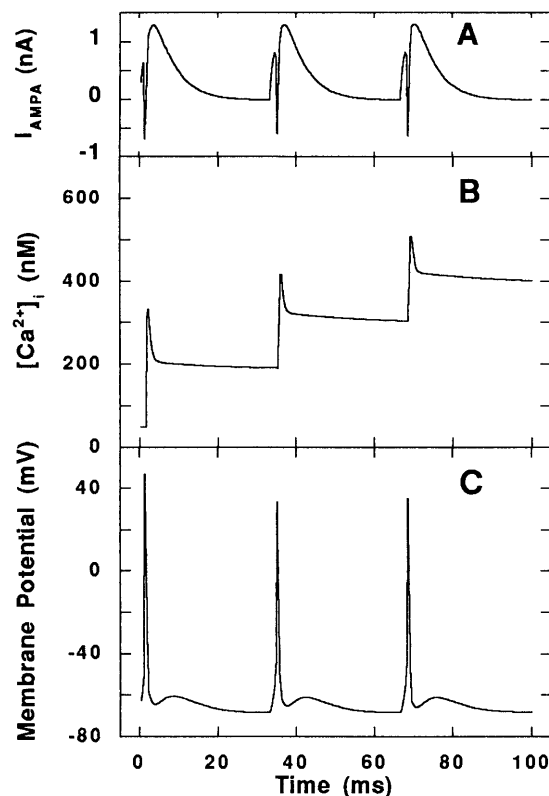 I_AMPA (nA)
1
0
-1
A
[Ca²⁺]ᵢ (nM)
600
400
200
0
B
Membrane Potential (mV)
40
0
-40
-80
C
0 20 40 60 80 100
Time (ms)